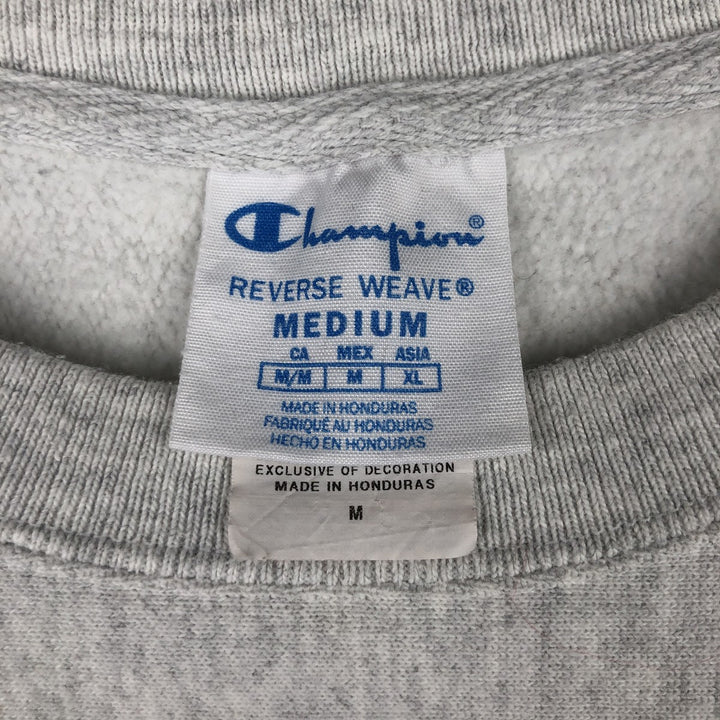 Champion®
REVERSE WEAVE®
MEDIUM
CA MEX ASIA
M/M M XL
MADE IN HONDURAS
FABRIQUÉ AU HONDURAS
HECHO EN HONDURAS
EXCLUSIVE OF DECORATION
MADE IN HONDURAS
M